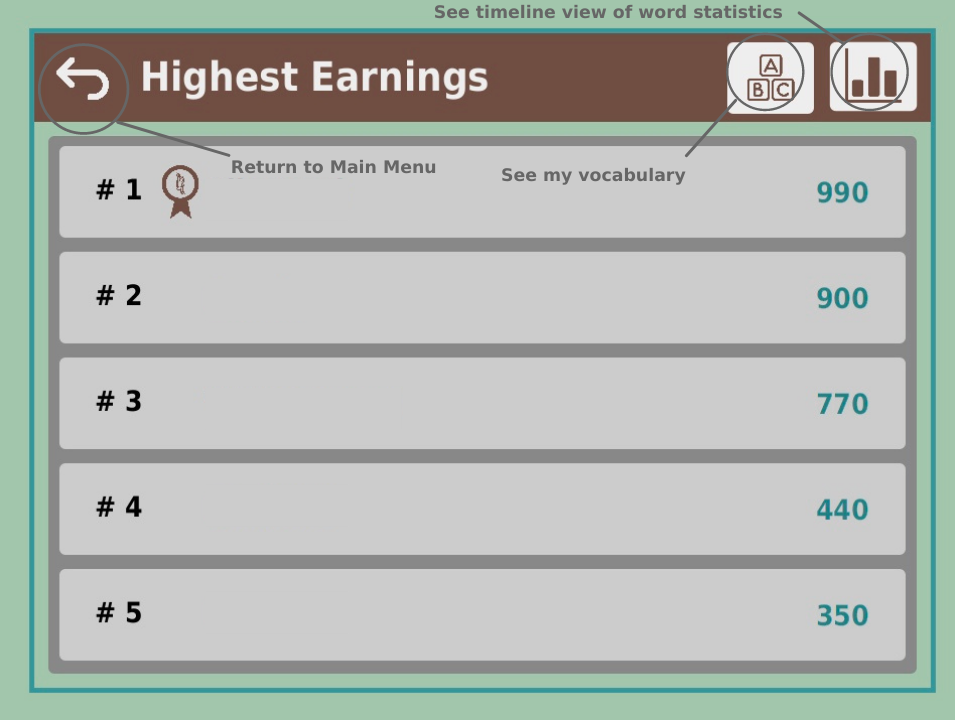 See timeline view of word statistics
Highest Earnings
A
B C
Return to Main Menu
See my vocabulary
# 1
990
# 2
900
# 3
770
# 4
440
# 5
350